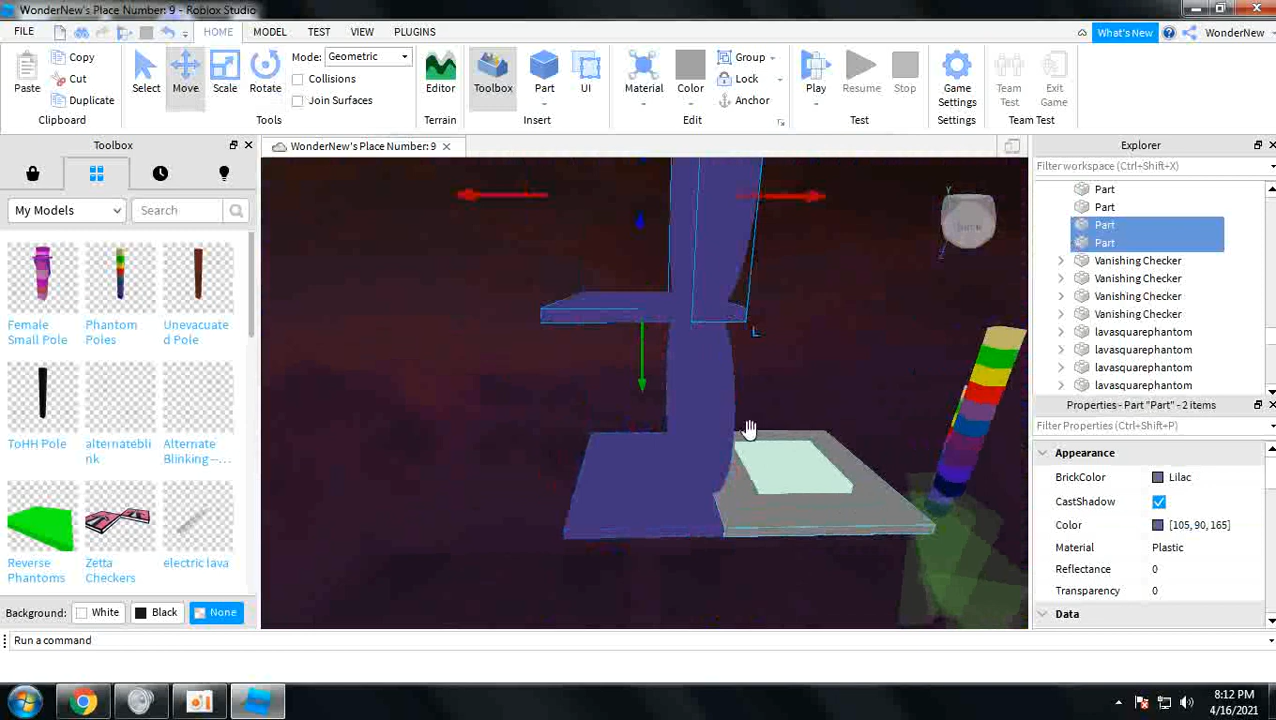 WonderNew's Place Number: 9 - Roblox Studio
FILE HOME MODEL TEST VIEW PLUGINS What's New WonderNew
Paste Copy Cut Duplicate Select Move Scale Rotate Mode: Geometric Collisions Join Surfaces Editor Toolbox Part UI Material Color Group Lock Anchor Play Resume Stop Game Settings Team Test Exit Game
Clipboard Tools Terrain Insert Edit Test Settings Team Test
Toolbox
WonderNew's Place Number: 9
My Models Search
Female Small Pole
Phantom Poles
Unevacuate d Pole
ToHH Pole
alternatebli nk
Alternate Blinking--...
Reverse Phantoms
Zetta Checkers
electric lava
Background: White Black None
Explorer
Filter workspace (Ctrl+Shift+X)
Part
Part
Part
Part
Vanishing Checker
Vanishing Checker
Vanishing Checker
Vanishing Checker
lavasquarephantom
lavasquarephantom
lavasquarephantom
lavasquarephantom
Properties - Part "Part" - 2 items
Filter Properties (Ctrl+Shift+P)
Appearance
BrickColor Lilac
CastShadow
Color [105, 90, 165]
Material Plastic
Reflectance 0
Transparency 0
Data
Y
L
Run a command
8:12 PM
4/16/2021